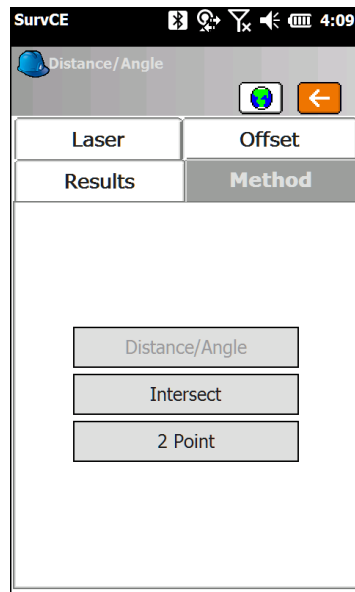 SurvCE 4:09
Distance/Angle
Laser Offset
Results Method
Distance/Angle
Intersect
2 Point